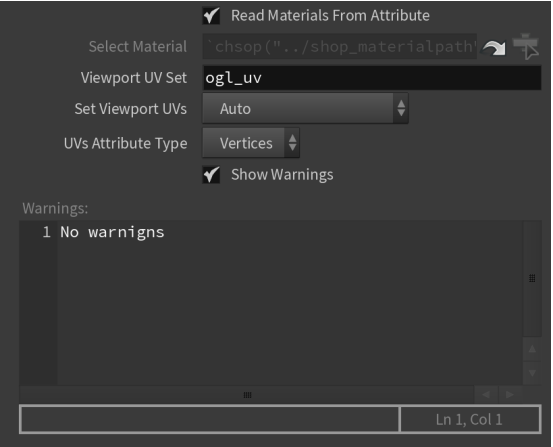 Read Materials From Attribute
Select Material `chsop("../shop_materialpath"
Viewport UV Set ogl_uv
Set Viewport UVs Auto
UVs Attribute Type Vertices
Show Warnings
Warnings:
1 No warnigns
Ln 1, Col 1